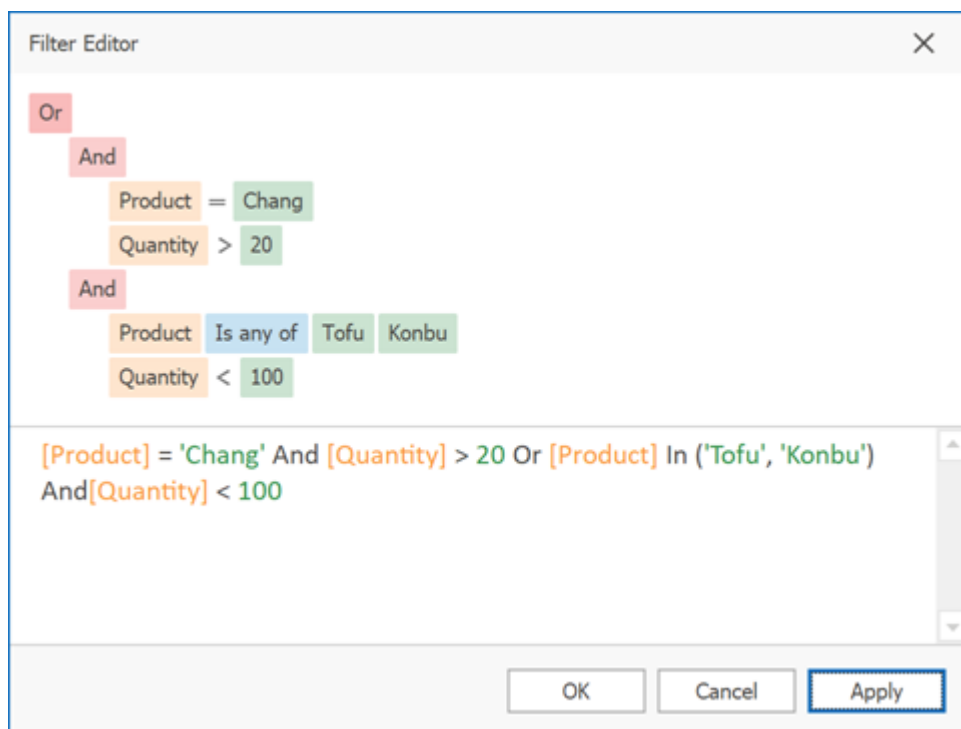 Filter Editor
Or
And
Product = Chang
Quantity > 20
And
Product Is any of Tofu Konbu
Quantity < 100
[Product] = 'Chang' And [Quantity] > 20 Or [Product] In ('Tofu', 'Konbu')
And[Quantity] < 100
OK Cancel Apply